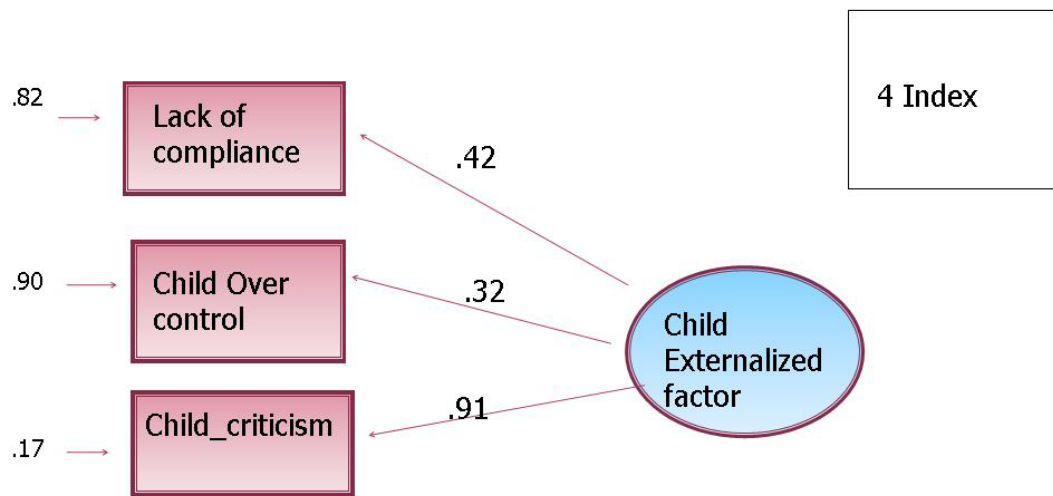 .82
Lack of
compliance
.42
4 Index
.90
Child Over
control
.32
Child
Externalized
factor
.91
Child_criticism
.17